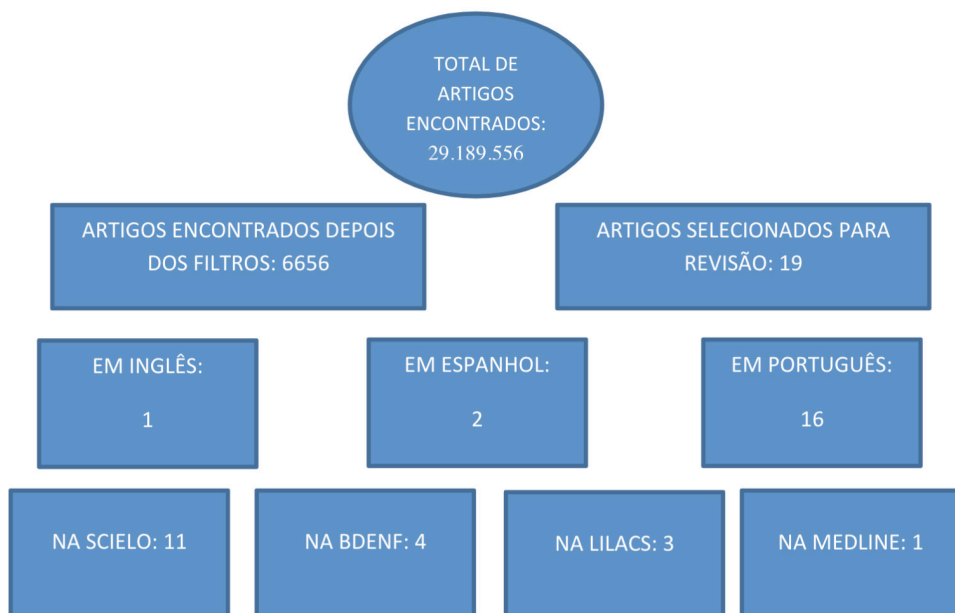 TOTAL DE
ARTIGOS
ENCONTRADOS:
29.189.556
ARTIGOS ENCONTRADOS DEPOIS
DOS FILTROS: 6656
ARTIGOS SELECIONADOS PARA
REVISÃO: 19
EM INGLÊS:
1
EM ESPANHOL:
2
EM PORTUGUÊS:
16
NA SCIELO: 11
NA BDENF: 4
NA LILACS: 3
NA MEDLINE: 1